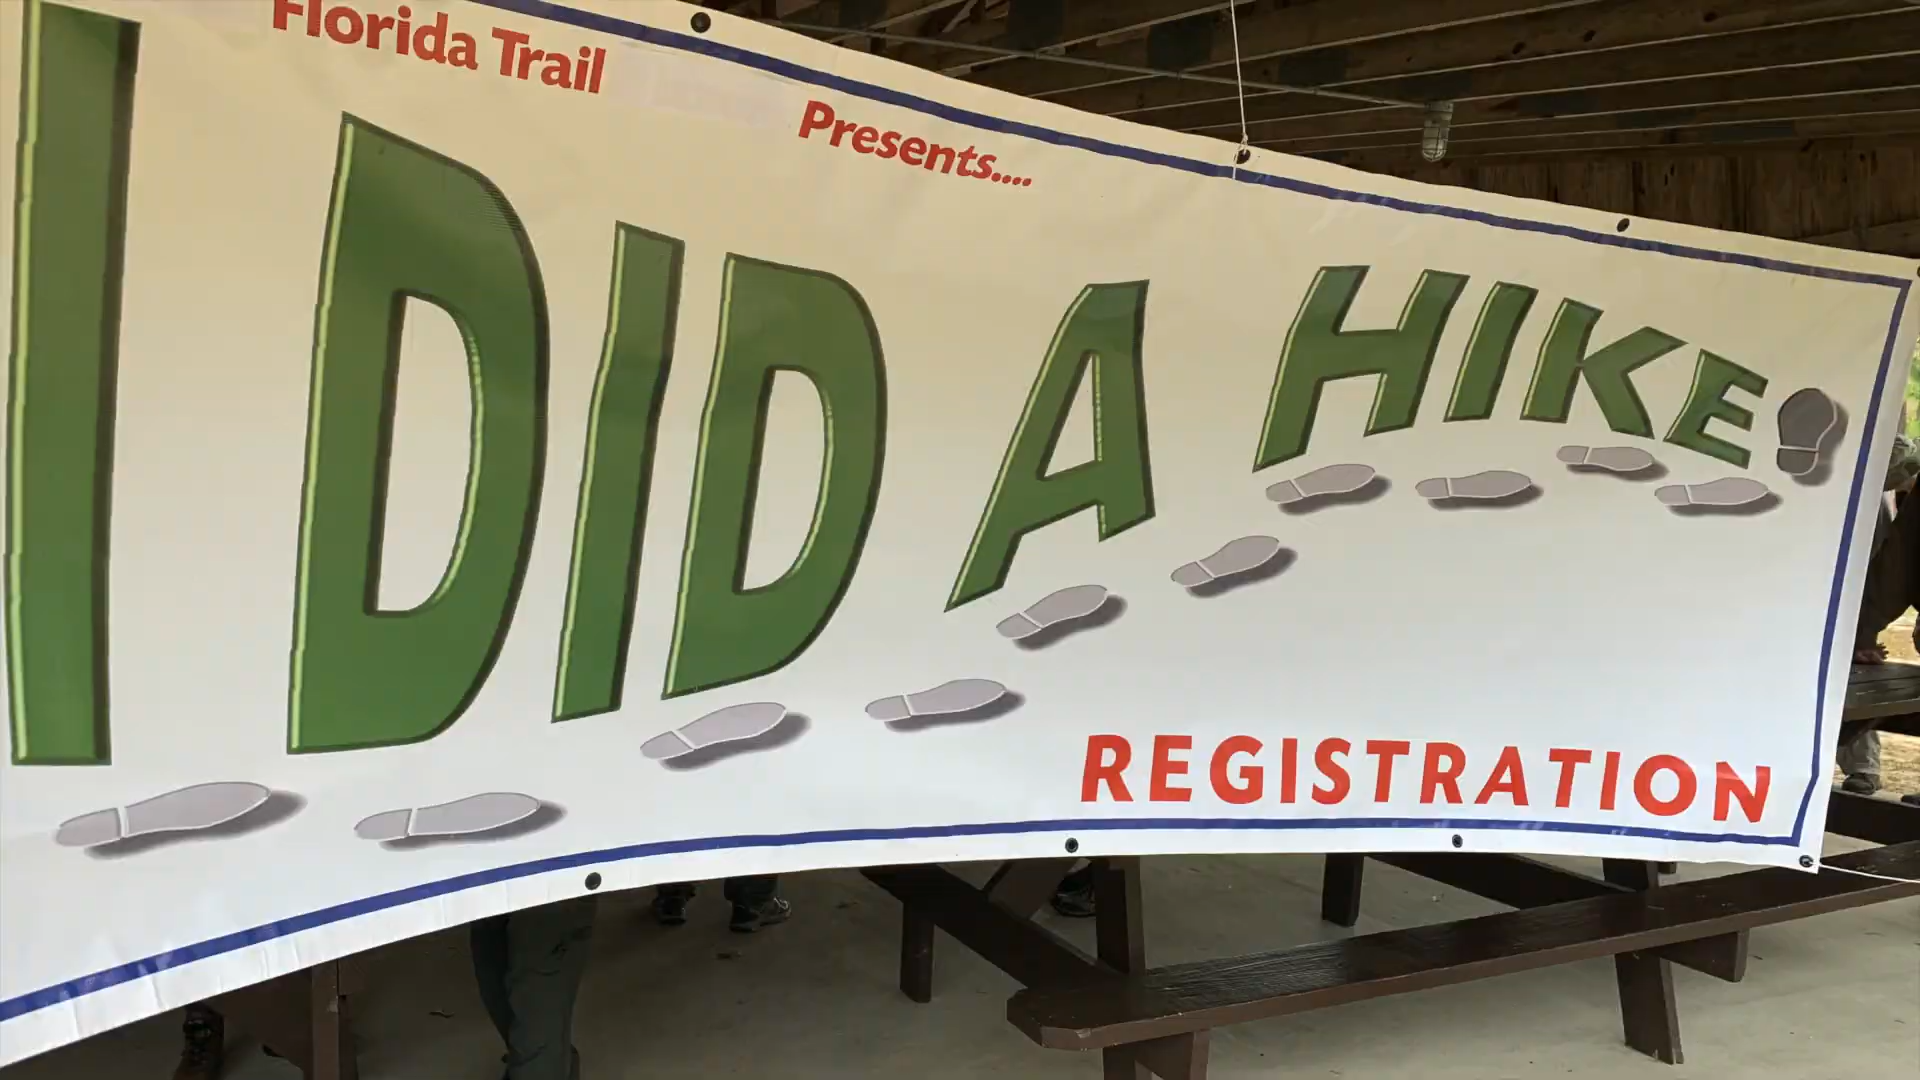 Florida Trail
Presents....
I DID A HIKE
REGISTRATION